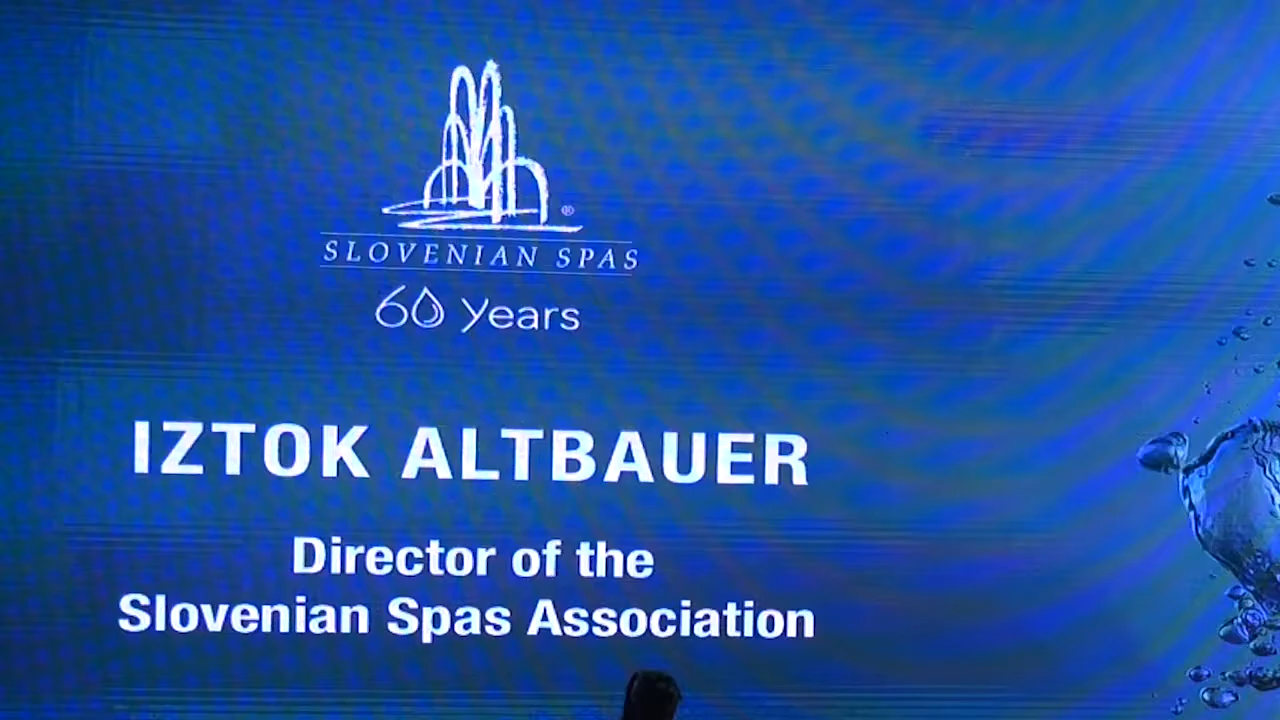 ®
SLOVENIAN SPAS
60 Years
IZTOK ALTBAUER
Director of the
Slovenian Spas Association